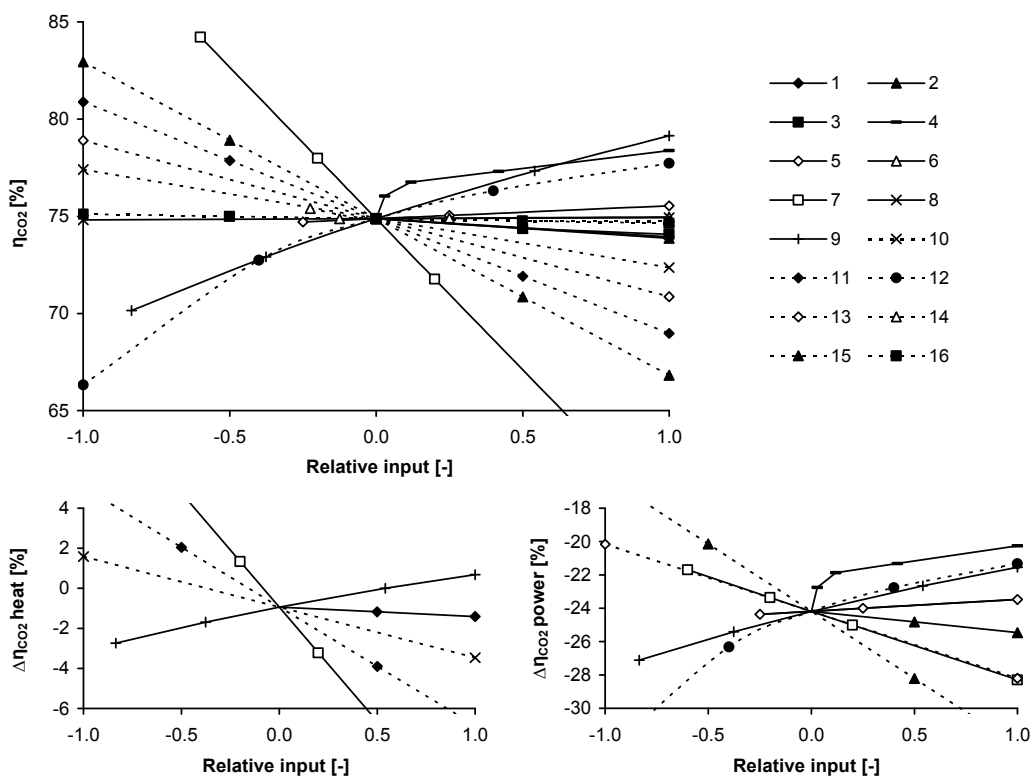 85
80
75
70
65
ηCO2 [%]
-1.0 -0.5 0.0 0.5 1.0
Relative input [-]
1 2
3 4
5 6
7 8
9 10
11 12
13 14
15 16
4
2
0
-2
-4
-6
ΔηCO2 heat [%]
-1.0 -0.5 0.0 0.5 1.0
Relative input [-]
-18
-20
-22
-24
-26
-28
-30
ΔηCO2 power [%]
-1.0 -0.5 0.0 0.5 1.0
Relative input [-]